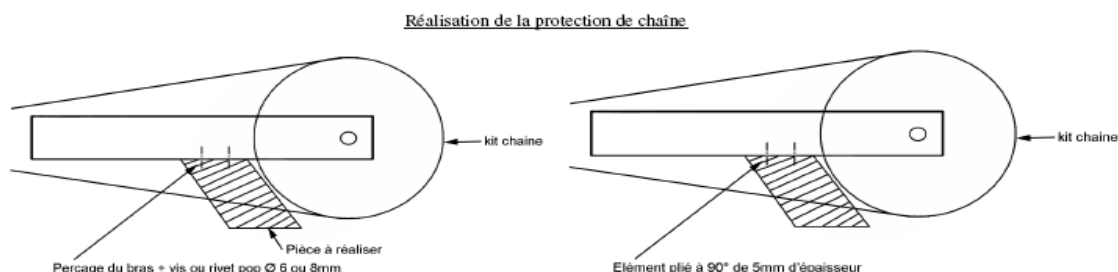 Réalisation de la protection de chaîne
kit chaine
Pièce à réaliser
Perçage du bras + vis ou rivet pop Ø 6 ou 8mm
kit chaine
Elément plié à 90° de 5mm d'épaisseur